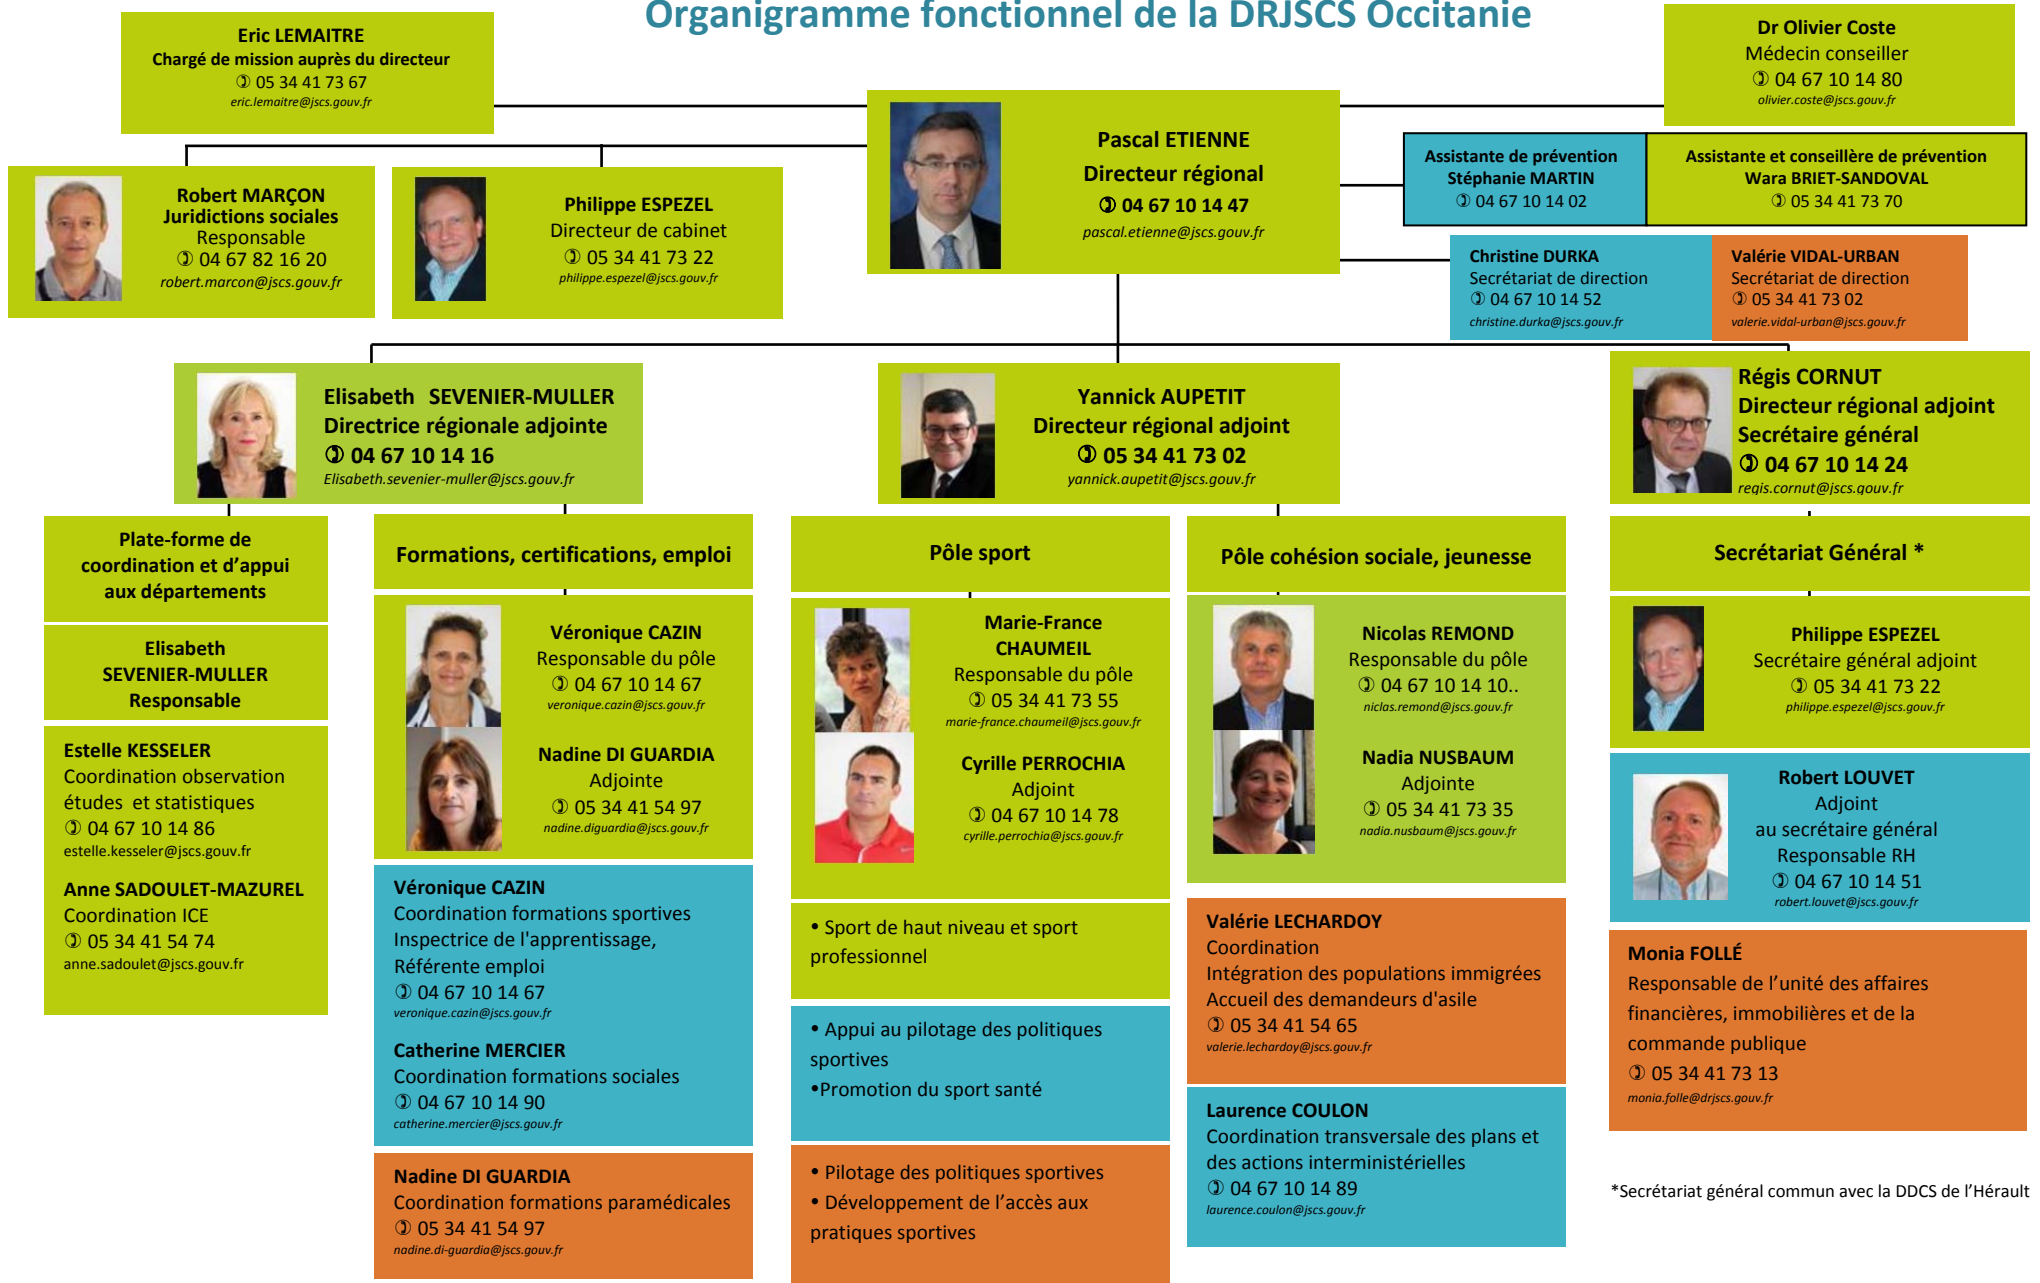 Organigramme fonctionnel de la DRJSCS Occitanie
Eric LEMAITRE
Chargé de mission auprès du directeur
✆ 05 34 41 73 67
eric.lemaitre@jscs.gouv.fr
Dr Olivier Coste
Médecin conseiller
✆ 04 67 10 14 80
olivier.coste@jscs.gouv.fr
Pascal ETIENNE
Directeur régional
✆ 04 67 10 14 47
pascal.etienne@jscs.gouv.fr
Assistante de prévention
Stéphanie MARTIN
✆ 04 67 10 14 02
Assistante et conseillère de prévention
Wara BRIET-SANDOVAL
✆ 05 34 41 73 70
Robert MARÇON
Juridictions sociales
Responsable
✆ 04 67 82 16 20
robert.marcon@jscs.gouv.fr
Philippe ESPEZEL
Directeur de cabinet
✆ 05 34 41 73 22
philippe.espezel@jscs.gouv.fr
Christine DURKA
Secrétariat de direction
✆ 04 67 10 14 52
christine.durka@jscs.gouv.fr
Valérie VIDAL-URBAN
Secrétariat de direction
✆ 05 34 41 73 02
valerie.vidal-urban@jscs.gouv.fr
Elisabeth SEVENIER-MULLER
Directrice régionale adjointe
✆ 04 67 10 14 16
Elisabeth.sevenier-muller@jscs.gouv.fr
Yannick AUPETIT
Directeur régional adjoint
✆ 05 34 41 73 02
yannick.aupetit@jscs.gouv.fr
Régis CORNUT
Directeur régional adjoint
Secrétaire général
✆ 04 67 10 14 24
regis.cornut@jscs.gouv.fr
Plate-forme de
coordination et d’appui
aux départements
Elisabeth
SEVENIER-MULLER
Responsable
Estelle KESSELER
Coordination observation
études et statistiques
✆ 04 67 10 14 86
estelle.kesseler@jscs.gouv.fr
Anne SADOULET-MAZUREL
Coordination ICE
✆ 05 34 41 54 74
anne.sadoulet@jscs.gouv.fr
Formations, certifications, emploi
Véronique CAZIN
Responsable du pôle
✆ 04 67 10 14 67
veronique.cazin@jscs.gouv.fr
Nadine DI GUARDIA
Adjointe
✆ 05 34 41 54 97
nadine.diguardia@jscs.gouv.fr
Véronique CAZIN
Coordination formations sportives
Inspectrice de l'apprentissage,
Référente emploi
✆ 04 67 10 14 67
veronique.cazin@jscs.gouv.fr
Catherine MERCIER
Coordination formations sociales
✆ 04 67 10 14 90
catherine.mercier@jscs.gouv.fr
Nadine DI GUARDIA
Coordination formations paramédicales
✆ 05 34 41 54 97
nadine.di-guardia@jscs.gouv.fr
Pôle sport
Marie-France
CHAUMEIL
Responsable du pôle
✆ 05 34 41 73 55
marie-france.chaumeil@jscs.gouv.fr
Cyrille PERROCHIA
Adjoint
✆ 04 67 10 14 78
cyrille.perrochia@jscs.gouv.fr
• Sport de haut niveau et sport
professionnel
• Appui au pilotage des politiques
sportives
•Promotion du sport santé
• Pilotage des politiques sportives
• Développement de l’accès aux
pratiques sportives
Pôle cohésion sociale, jeunesse
Nicolas REMOND
Responsable du pôle
✆ 04 67 10 14 10..
niclas.remond@jscs.gouv.fr
Nadia NUSBAUM
Adjointe
✆ 05 34 41 73 35
nadia.nusbaum@jscs.gouv.fr
Valérie LECHARDOY
Coordination
Intégration des populations immigrées
Accueil des demandeurs d'asile
✆ 05 34 41 54 65
valerie.lechardoy@jscs.gouv.fr
Laurence COULON
Coordination transversale des plans et
des actions interministérielles
✆ 04 67 10 14 89
laurence.coulon@jscs.gouv.fr
Secrétariat Général *
Philippe ESPEZEL
Secrétaire général adjoint
✆ 05 34 41 73 22
philippe.espezel@jscs.gouv.fr
Robert LOUVET
Adjoint
au secrétaire général
Responsable RH
✆ 04 67 10 14 51
robert.louvet@jscs.gouv.fr
Monia FOLLÉ
Responsable de l’unité des affaires
financières, immobilières et de la
commande publique
✆ 05 34 41 73 13
monia.folle@drjscs.gouv.fr
*Secrétariat général commun avec la DDCS de l’Hérault